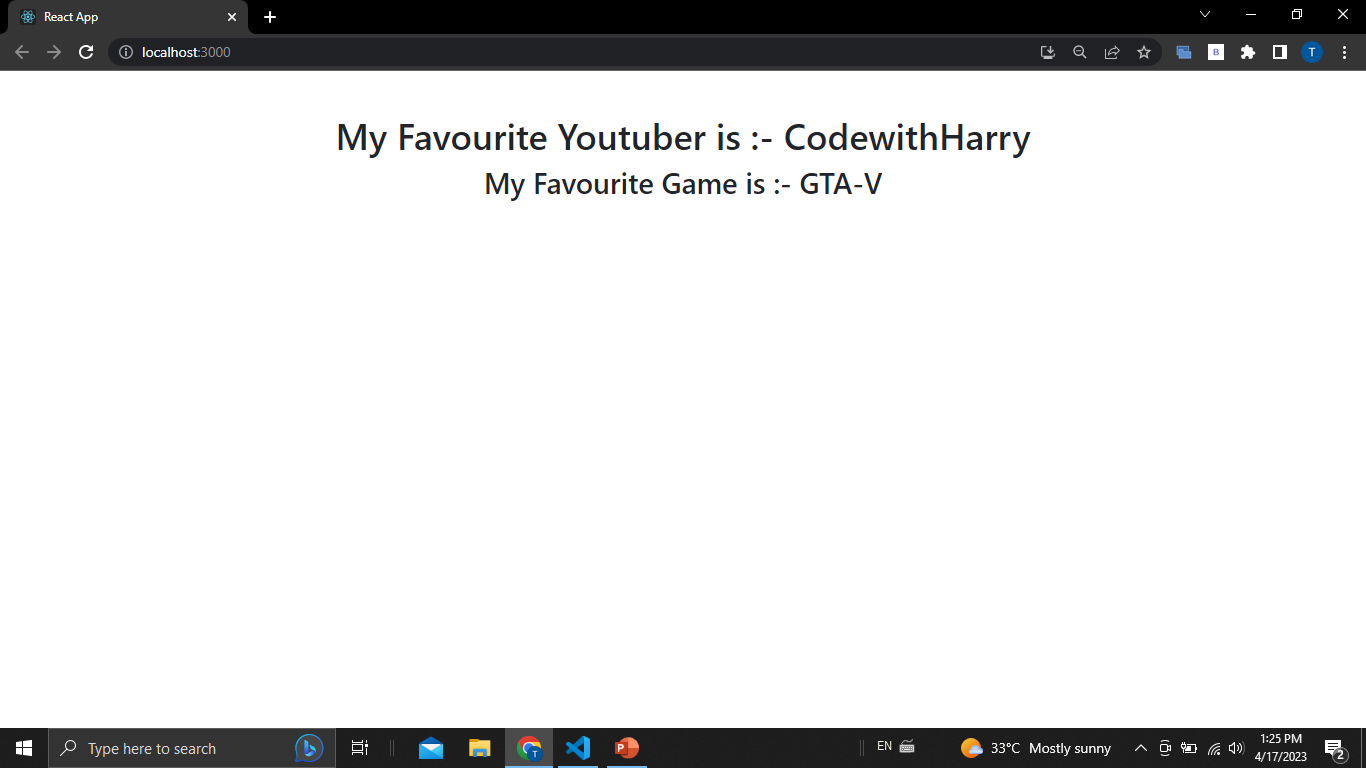 React App
localhost:3000
B
T
My Favourite Youtuber is :- CodewithHarry
My Favourite Game is :- GTA-V
Type here to search
T
P
EN
33°C Mostly sunny
1:25 PM
4/17/2023
2